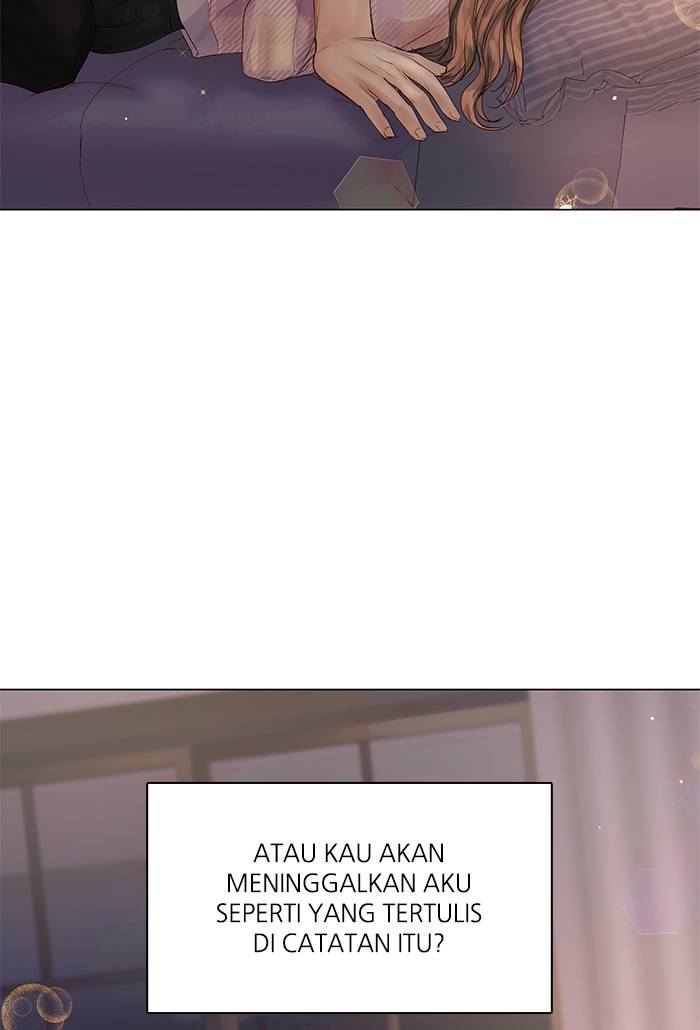 ATAU KAU AKAN
MENINGGALKAN AKU
SEPERTI YANG TERTULIS
DI CATATAN ITU?